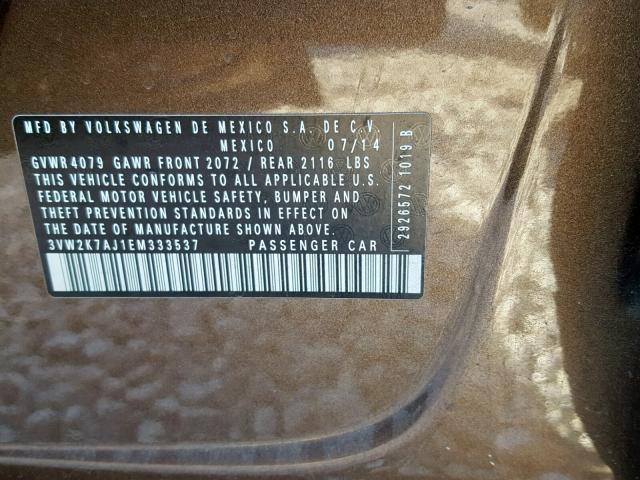 MFD BY VOLKSWAGEN DE MEXICO S.A. DE C.V.
MEXICO 07/14
GVWR 4079 GAWR FRONT 2072 / REAR 2116 LBS
THIS VEHICLE CONFORMS TO ALL APPLICABLE U.S.
FEDERAL MOTOR VEHICLE SAFETY, BUMPER AND
THEFT PREVENTION STANDARDS IN EFFECT ON
THE DATE OF MANUFACTURE SHOWN ABOVE.
3VW2K7AJ1EM333537 PASSENGER CAR
2926572 1019 B